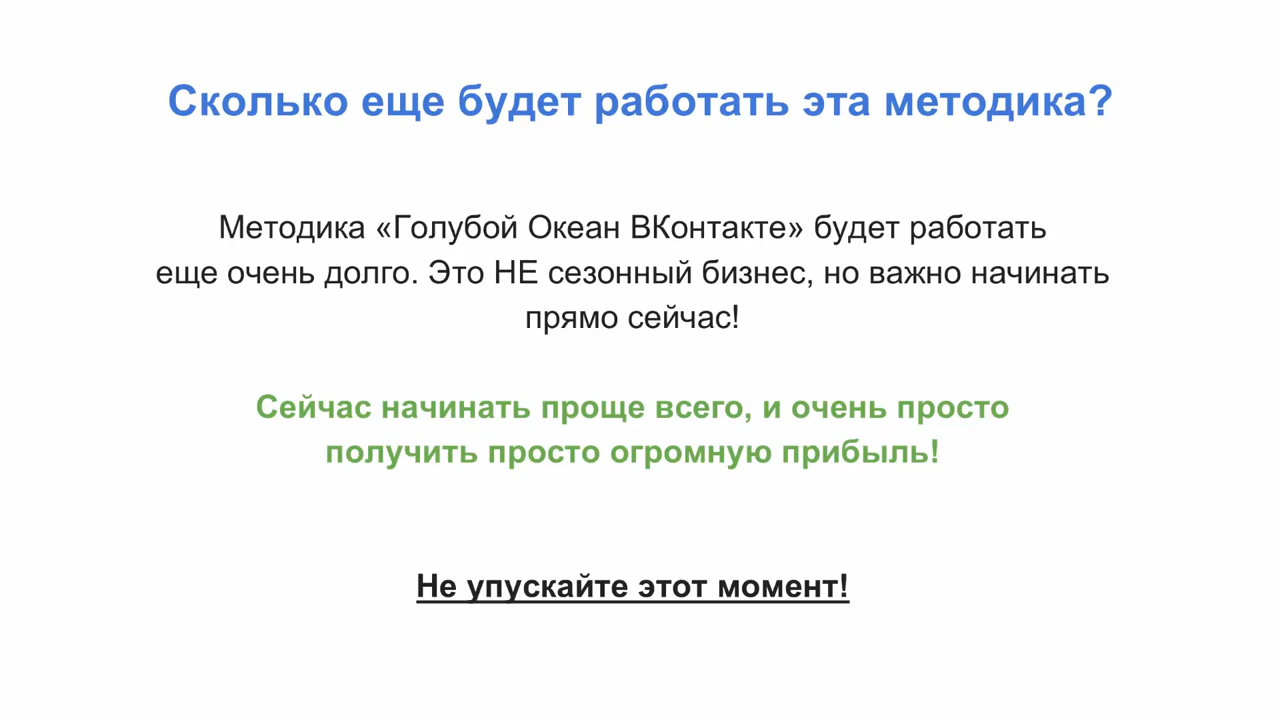 Сколько еще будет работать эта методика?
Методика «Голубой Океан ВКонтакте» будет работать
еще очень долго. Это НЕ сезонный бизнес, но важно начинать
прямо сейчас!
Сейчас начинать проще всего, и очень просто
получить просто огромную прибыль!
Не упускайте этот момент!